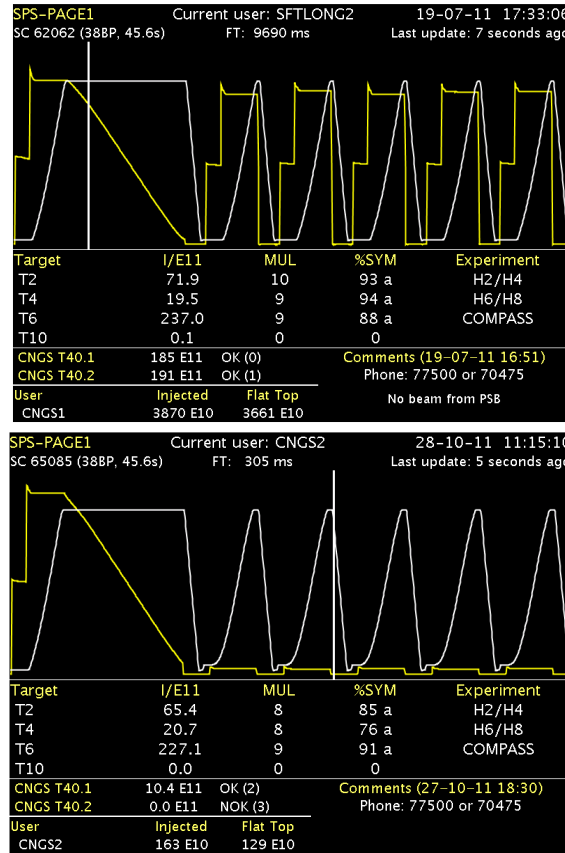 SPS-PAGE1 Current user: SFTLONG2 19-07-11 17:33:06
SC 62062 (38BP, 45.6s) FT: 9690 ms Last update: 7 seconds ago
Target I/E11 MUL %SYM Experiment
T2 71.9 10 93 a H2/H4
T4 19.5 9 94 a H6/H8
T6 237.0 9 88 a COMPASS
T10 0.1 0 0
CNGS T40.1 185 E11 OK (0) Comments (19-07-11 16:51)
CNGS T40.2 191 E11 OK (1) Phone: 77500 or 70475
User Injected Flat Top No beam from PSB
CNGS1 3870 E10 3661 E10
SPS-PAGE1 Current user: CNGS2 28-10-11 11:15:10
SC 65085 (38BP, 45.6s) FT: 305 ms Last update: 5 seconds ago
Target I/E11 MUL %SYM Experiment
T2 65.4 8 85 a H2/H4
T4 20.7 8 76 a H6/H8
T6 227.1 9 91 a COMPASS
T10 0.0 0 0
CNGS T40.1 10.4 E11 OK (2) Comments (27-10-11 18:30)
CNGS T40.2 0.0 E11 NOK (3) Phone: 77500 or 70475
User Injected Flat Top
CNGS2 163 E10 129 E10